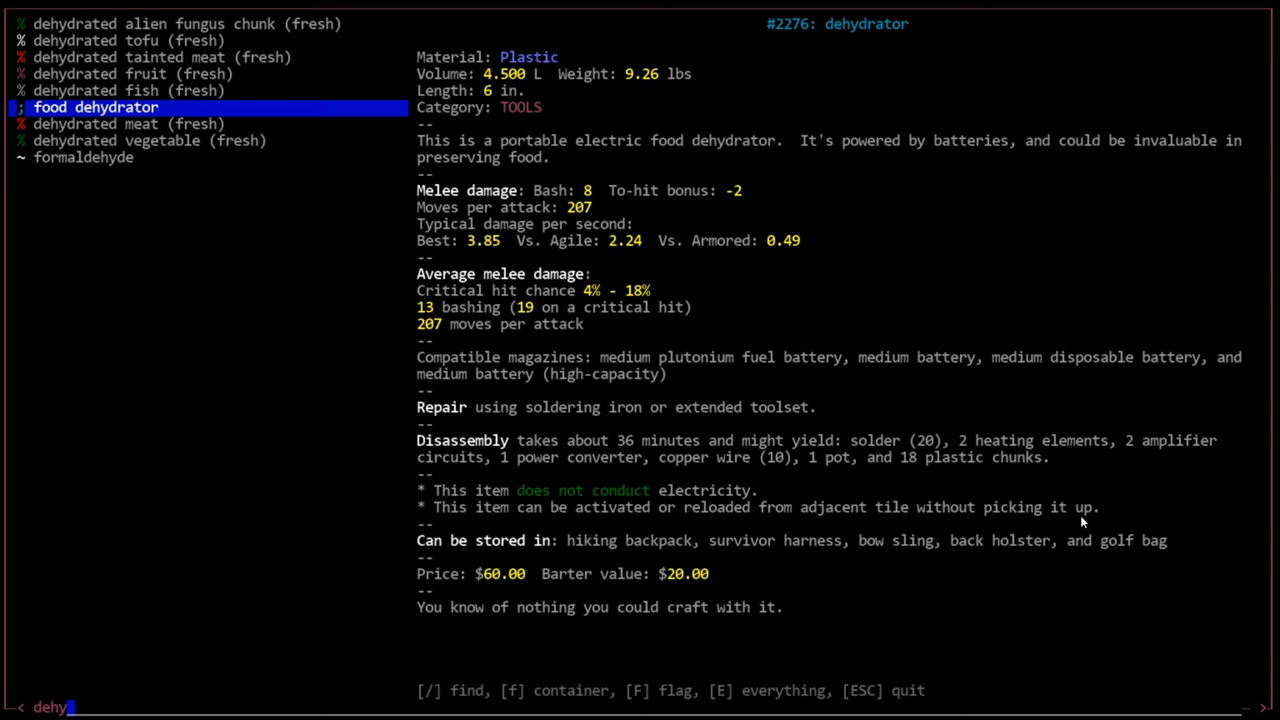 % dehydrated alien fungus chunk (fresh)
% dehydrated tofu (fresh)
% dehydrated tainted meat (fresh)
% dehydrated fruit (fresh)
% dehydrated fish (fresh)
; food dehydrator
% dehydrated meat (fresh)
% dehydrated vegetable (fresh)
~ formaldehyde
#2276: dehydrator
Material: Plastic
Volume: 4.500 L  Weight: 9.26 lbs
Length: 6 in.
Category: TOOLS
--
This is a portable electric food dehydrator.  It's powered by batteries, and could be invaluable in
preserving food.
--
Melee damage: Bash: 8  To-hit bonus: -2
Moves per attack: 207
Typical damage per second:
Best: 3.85  Vs. Agile: 2.24  Vs. Armored: 0.49
--
Average melee damage:
Critical hit chance 4% - 18%
13 bashing (19 on a critical hit)
207 moves per attack
--
Compatible magazines: medium plutonium fuel battery, medium battery, medium disposable battery, and
medium battery (high-capacity)
--
Repair using soldering iron or extended toolset.
--
Disassembly takes about 36 minutes and might yield: solder (20), 2 heating elements, 2 amplifier
circuits, 1 power converter, copper wire (10), 1 pot, and 18 plastic chunks.
--
* This item does not conduct electricity.
* This item can be activated or reloaded from adjacent tile without picking it up.
--
Can be stored in: hiking backpack, survivor harness, bow sling, back holster, and golf bag
--
Price: $60.00  Barter value: $20.00
--
You know of nothing you could craft with it.
[/] find, [f] container, [F] flag, [E] everything, [ESC] quit
< dehy >